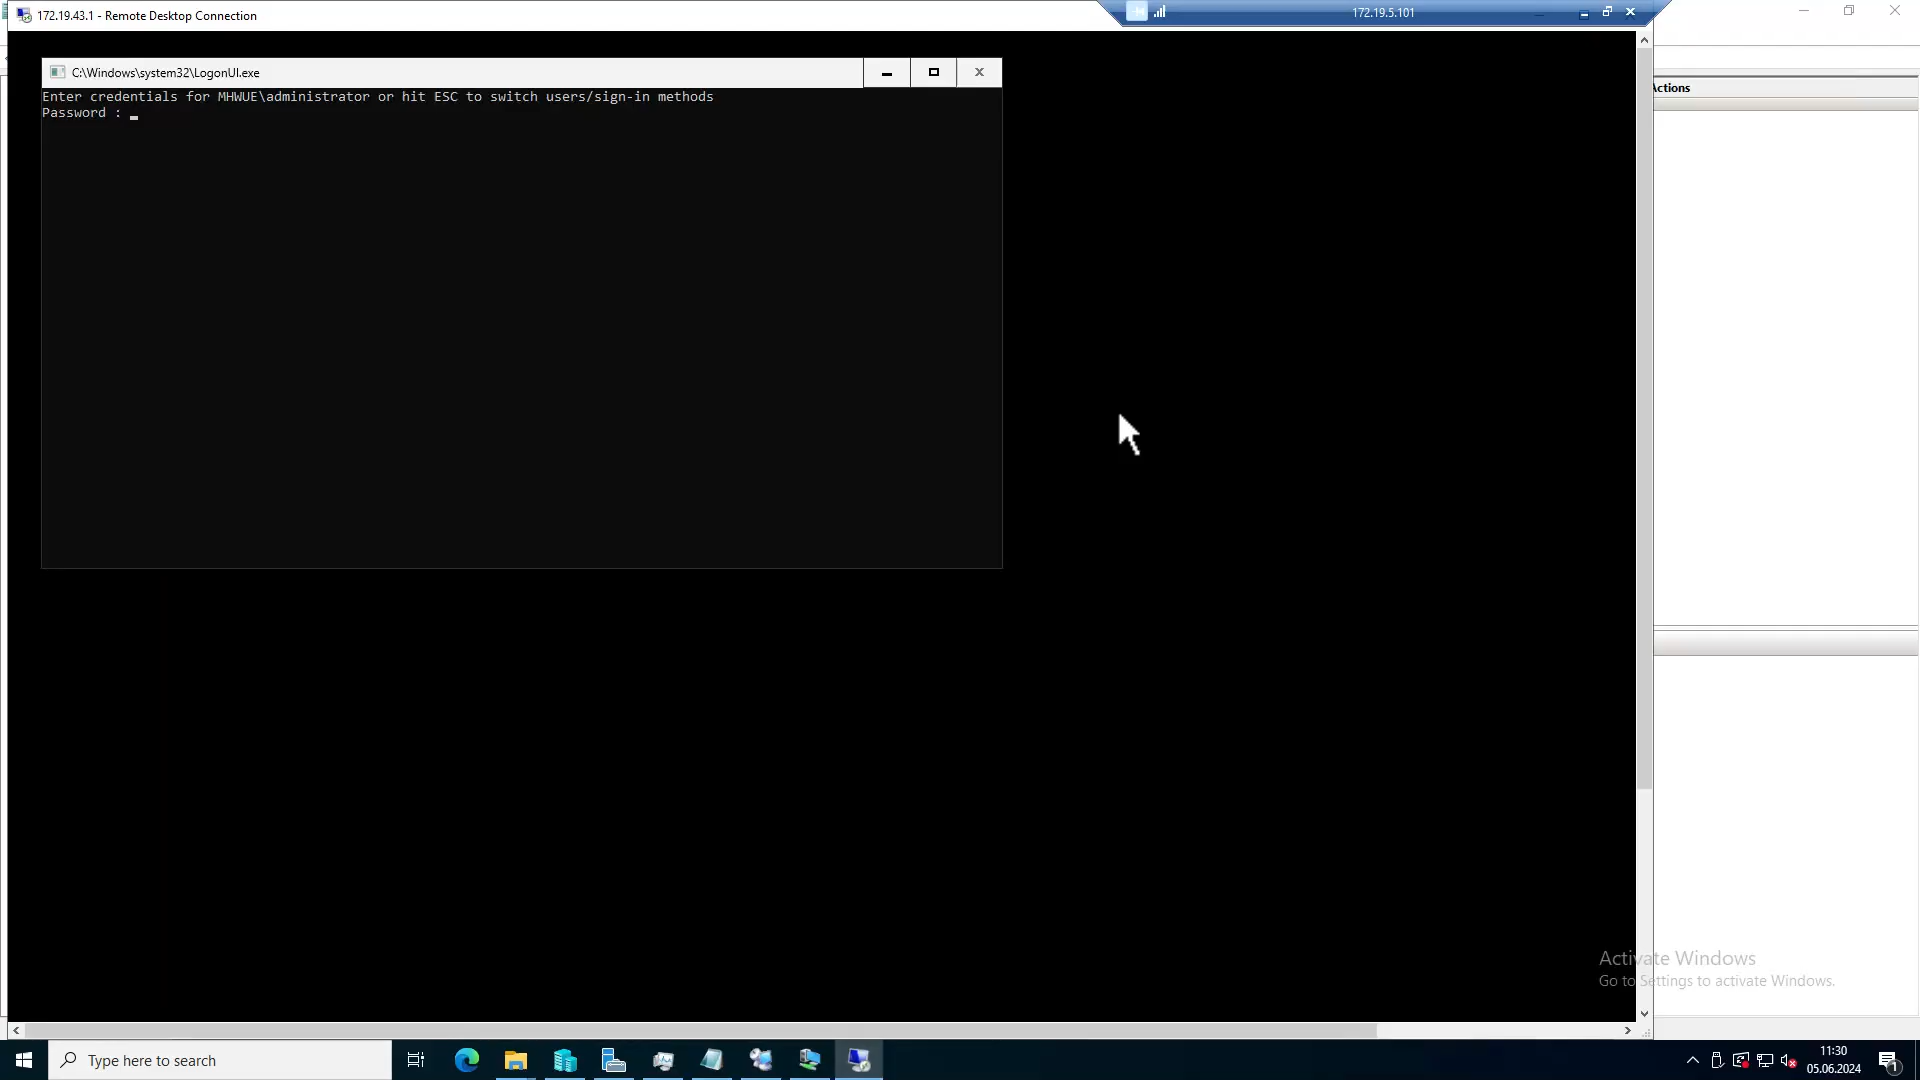 172.19.43.1 - Remote Desktop Connection
172.19.5.101
C:\Windows\system32\LogonUI.exe
Enter credentials for MHWUE\administrator or hit ESC to switch users/sign-in methods
Password :
Actions
Activate Windows
Go to Settings to activate Windows.
Type here to search
11:30
05.06.2024
1